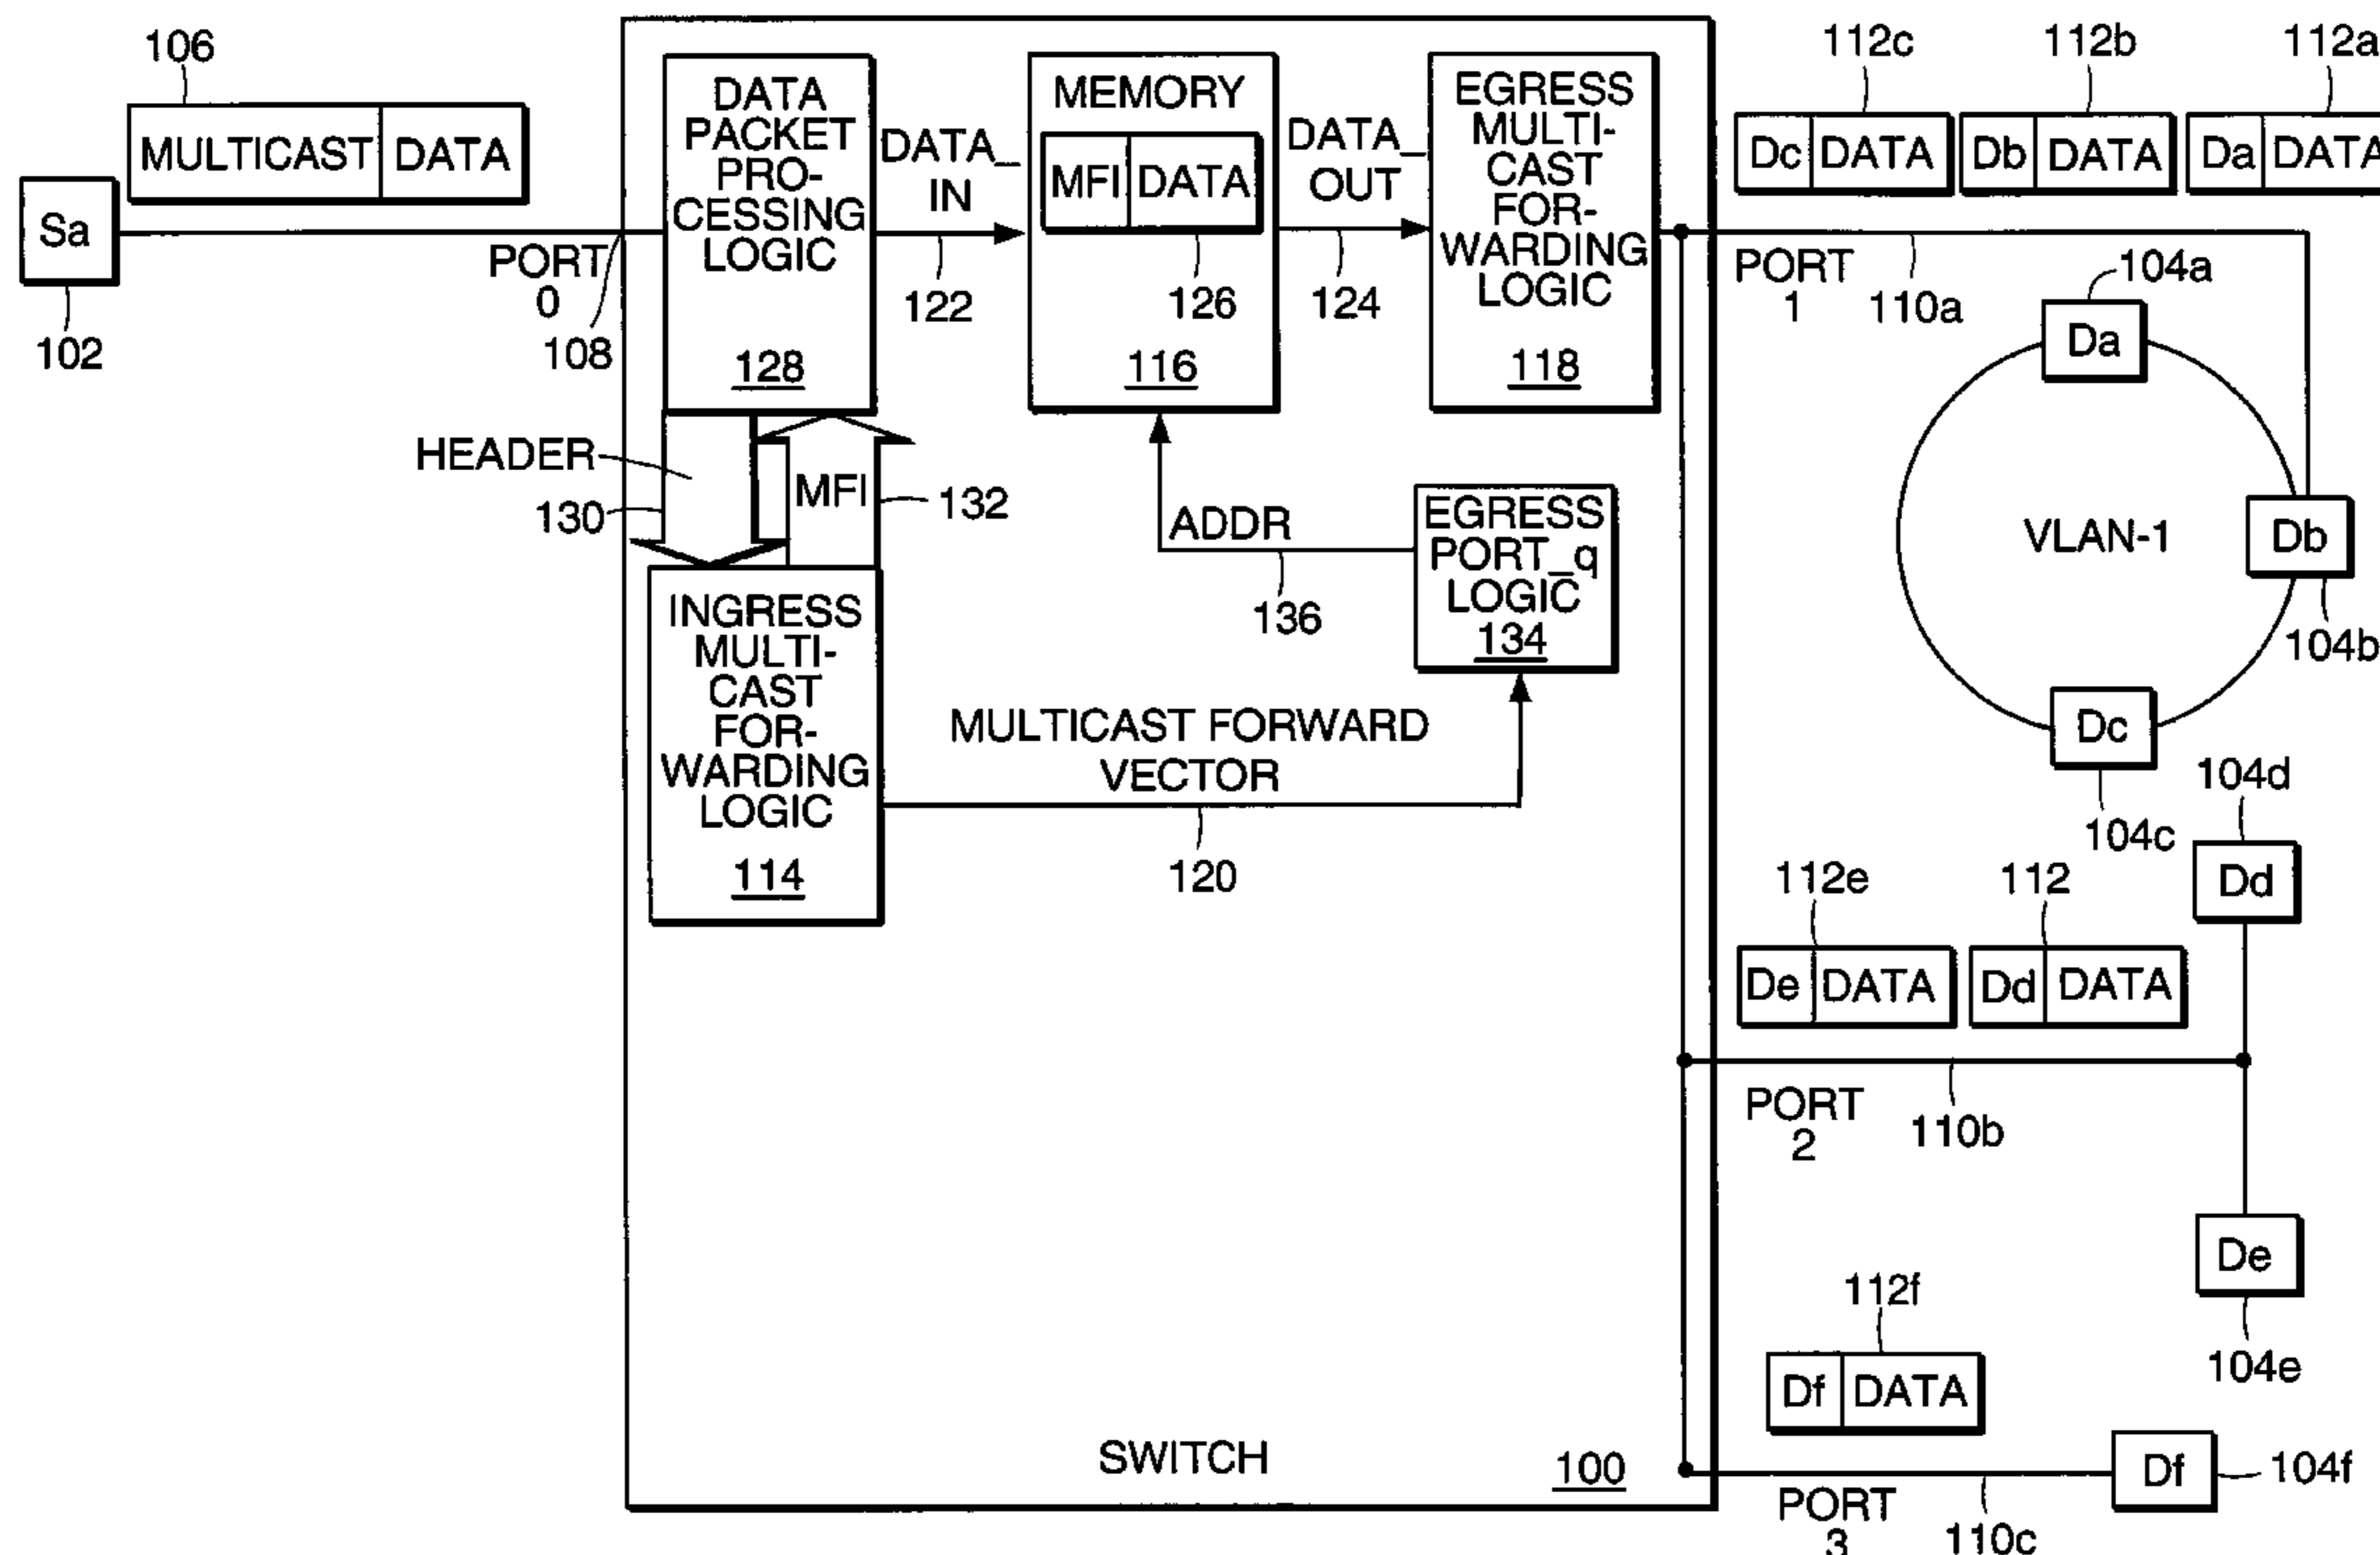 106
MULTICAST DATA
Sa
102
PORT
0
108
DATA
PACKET
PRO-
CESSING
LOGIC
128
DATA_
IN
122
MEMORY
MFI DATA
126
116
DATA_
OUT
124
EGRESS
MULTI-
CAST
FOR-
WARDING
LOGIC
118
HEADER
130
MFI
132
ADDR
136
EGRESS
PORT_q
LOGIC
134
INGRESS
MULTI-
CAST
FOR-
WARDING
LOGIC
114
MULTICAST FORWARD
VECTOR
120
SWITCH
100
112c
112b
112a
Dc DATA
Db DATA
Da DATA
PORT
1
110a
104a
Da
VLAN-1
Db
104b
Dc
104c
104d
Dd
112e
112
De DATA
Dd DATA
PORT
2
110b
De
104e
112f
Df DATA
Df
104f
PORT
3
110c